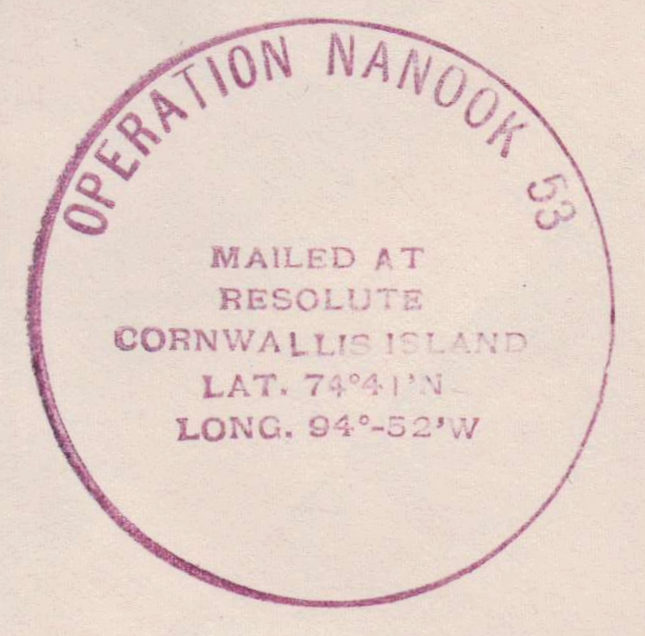 OPERATION NANOOK 53
MAILED AT
RESOLUTE
CORNWALLIS ISLAND
LAT. 74°41'N
LONG. 94°-52'W